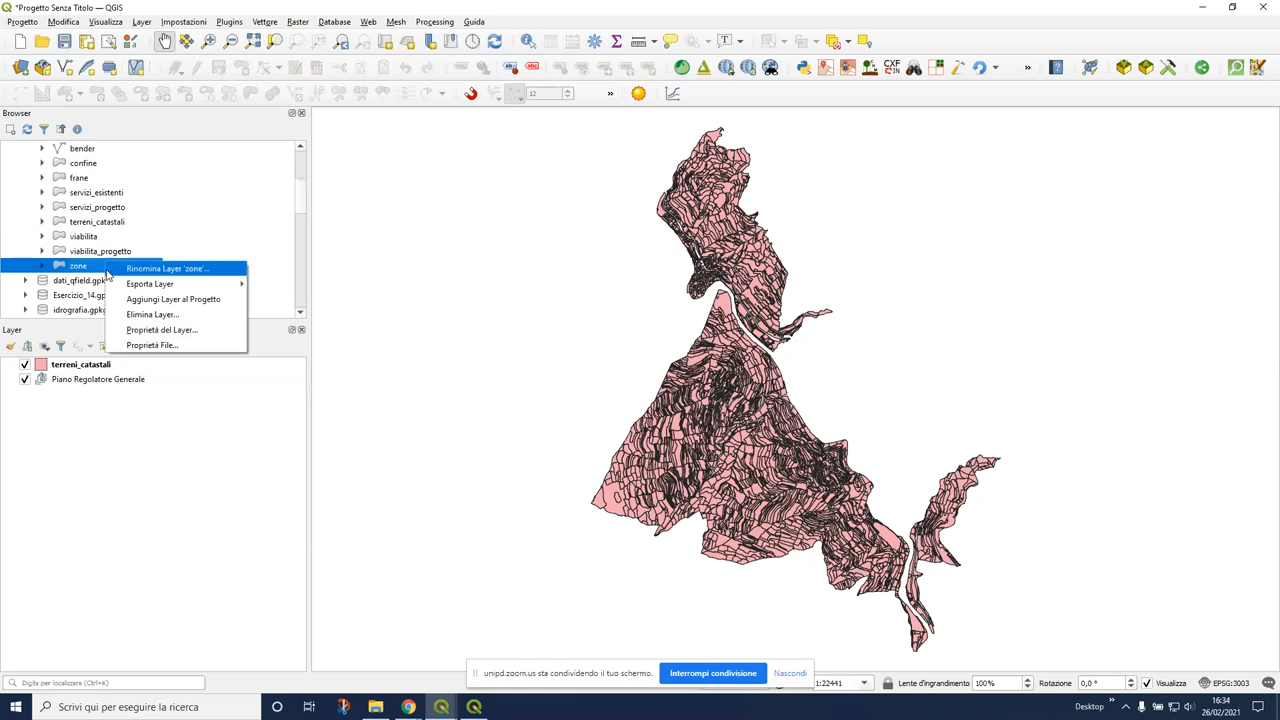 *Progetto Senza Titolo — QGIS
Progetto Modifica Visualizza Layer Impostazioni Plugins Vettore Raster Database Web Mesh Processing Guida
CXF
IN
12
»
Browser
bender
confine
frane
servizi_esistenti
servizi_progetto
terreni_catastali
viabilita
viabilita_progetto
zone
dati_qfield.gpk
Esercizio_14.gp
idrografia.gpkg
Rinomina Layer 'zone'...
Esporta Layer
Aggiungi Layer al Progetto
Elimina Layer...
Proprietà del Layer...
Proprietà File...
Layer
terreni_catastali
Piano Regolatore Generale
unipd.zoom.us sta condividendo il tuo schermo. Interrompi condivisione Nascondi
Digite per localizzare (Ctrl+K)
1:22441 Lente d'ingrandimento 100% Rotazione 0,0 ° Visualizza EPSG:3003
Scrivi qui per eseguire la ricerca
Desktop »
16:34
26/02/2021